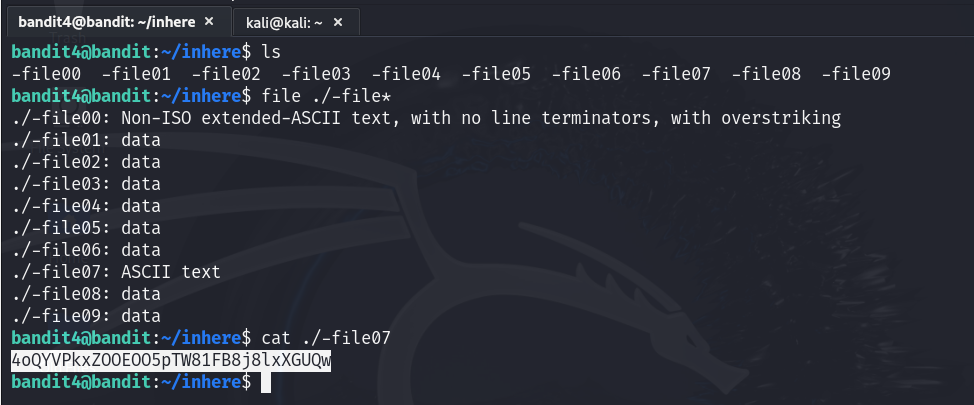 bandit4@bandit: ~/inhere × kali@kali: ~ ×
bandit4@bandit:~/inhere$ ls
-file00 -file01 -file02 -file03 -file04 -file05 -file06 -file07 -file08 -file09
bandit4@bandit:~/inhere$ file ./-file*
./-file00: Non-ISO extended-ASCII text, with no line terminators, with overstriking
./-file01: data
./-file02: data
./-file03: data
./-file04: data
./-file05: data
./-file06: data
./-file07: ASCII text
./-file08: data
./-file09: data
bandit4@bandit:~/inhere$ cat ./-file07
4oQYVPkxZOOEOO5pTW81FB8j8lxXGUQw
bandit4@bandit:~/inhere$